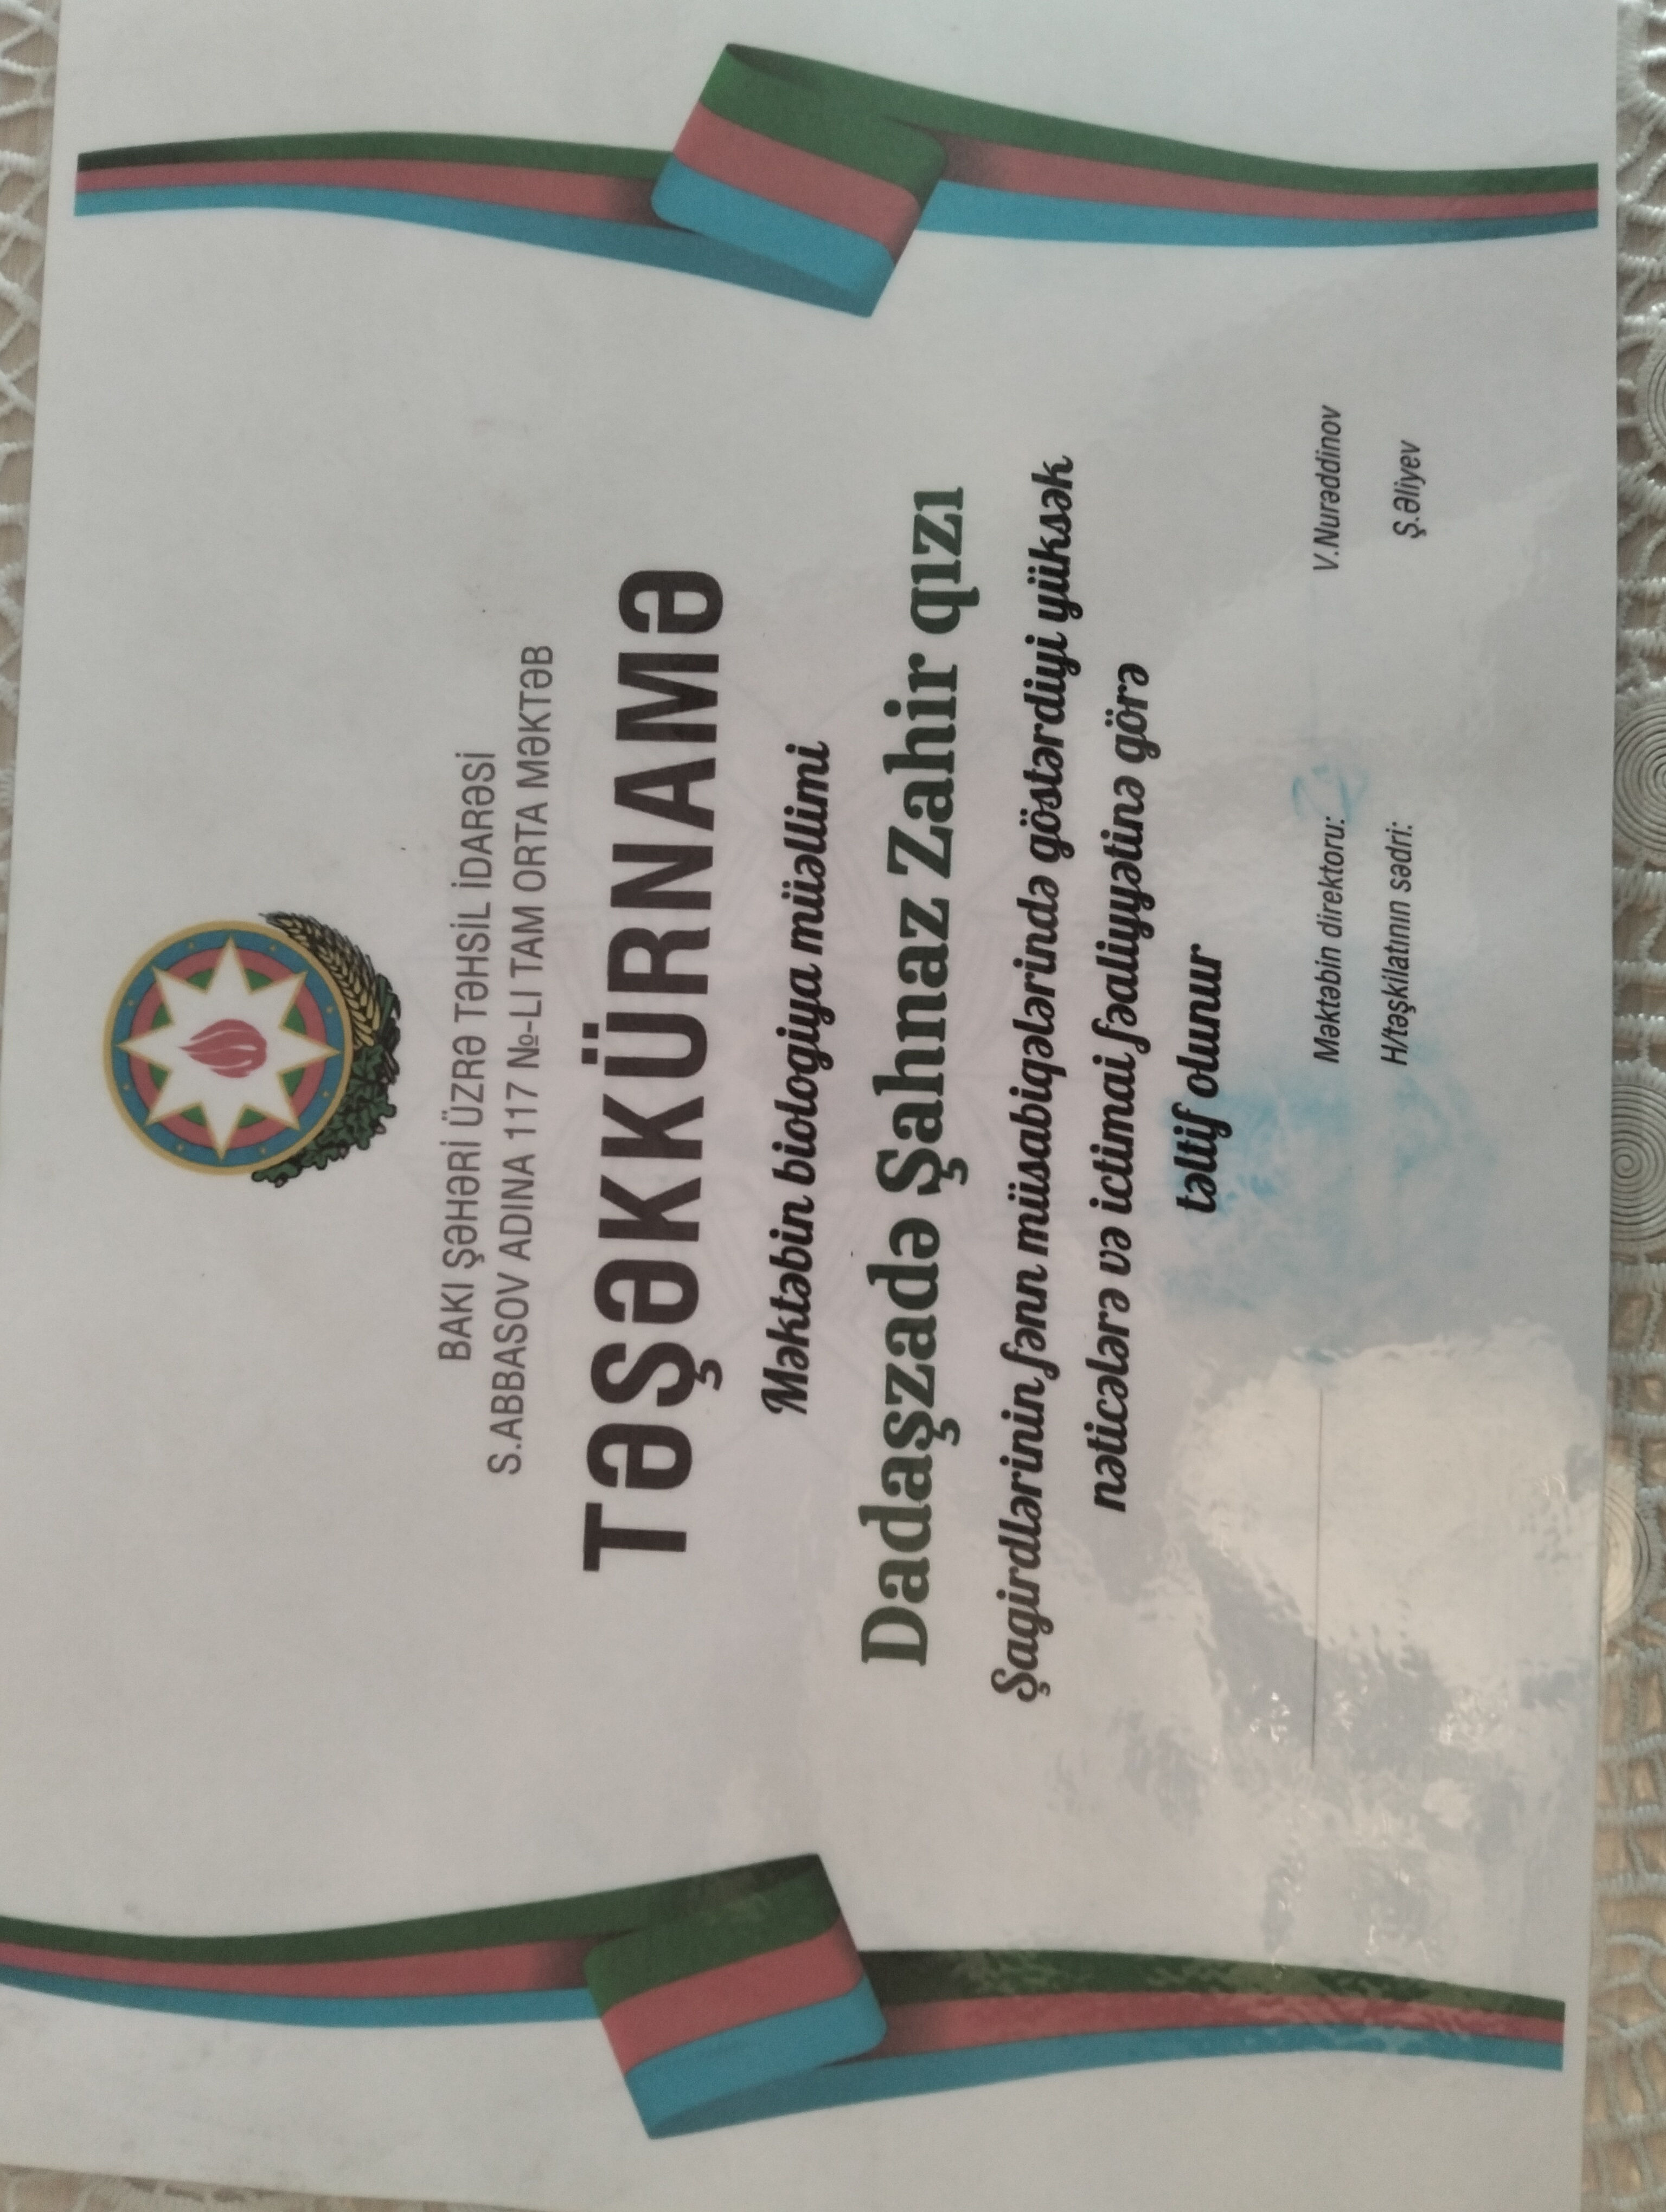 BAKI ŞƏHƏRİ ÜZRƏ TƏHSİL İDARƏSİ
S.ABBASOV ADINA 117 №-LI TAM ORTA MƏKTƏB
TƏŞƏKKÜRNAMƏ
Məktəbin biologiya müəllimi
Dadaşzadə Şahnaz Zahir qızı
Şagirdlərinin fənn müsabiqələrində göstərdiyi yüksək
nəticələrə və ictimai fəaliyyətinə görə
təltif olunur
Məktəbin direktoru: V.Nurəddinov
H/təşkilatının sədri: Ş.Əliyev